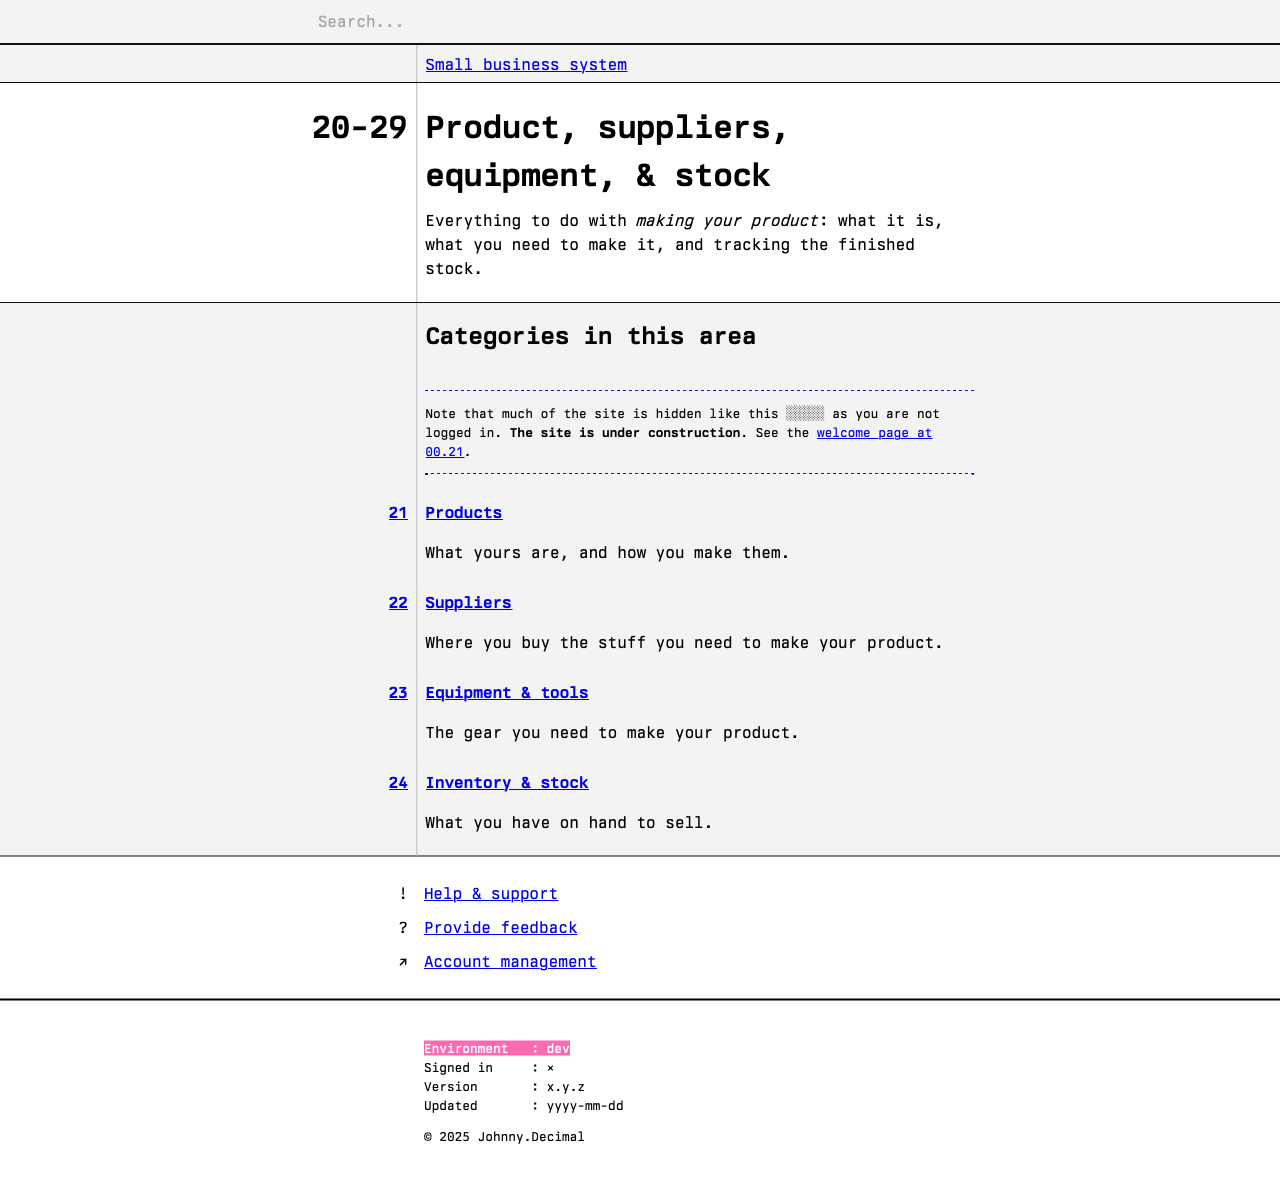 Search...
Small business system
20-29 Product, suppliers,
equipment, & stock
Everything to do with making your product: what it is,
what you need to make it, and tracking the finished
stock.
Categories in this area
Note that much of the site is hidden like this ░░░░░ as you are not
logged in. The site is under construction. See the welcome page at
00.21.
21 Products
What yours are, and how you make them.
22 Suppliers
Where you buy the stuff you need to make your product.
23 Equipment & tools
The gear you need to make your product.
24 Inventory & stock
What you have on hand to sell.
! Help & support
? Provide feedback
↗ Account management
Environment : dev
Signed in : ×
Version : x.y.z
Updated : yyyy-mm-dd
© 2025 Johnny.Decimal